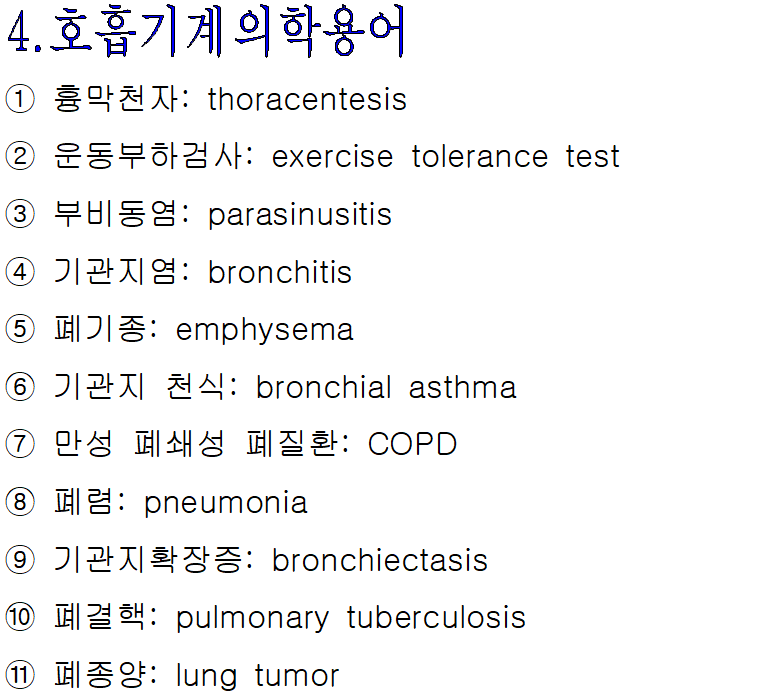 4.호흡기계의학용어
① 흉막천자: thoracentesis
② 운동부하검사: exercise tolerance test
③ 부비동염: parasinusitis
④ 기관지염: bronchitis
⑤ 폐기종: emphysema
⑥ 기관지 천식: bronchial asthma
⑦ 만성 폐쇄성 폐질환: COPD
⑧ 폐렴: pneumonia
⑨ 기관지확장증: bronchiectasis
⑩ 폐결핵: pulmonary tuberculosis
⑪ 폐종양: lung tumor